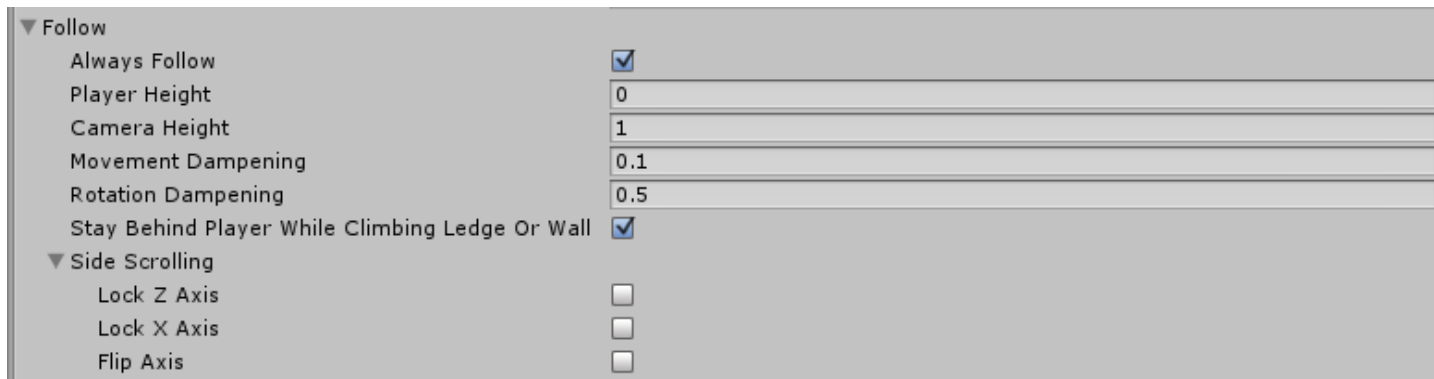 Follow
Always Follow
Player Height 0
Camera Height 1
Movement Dampening 0.1
Rotation Dampening 0.5
Stay Behind Player While Climbing Ledge Or Wall
Side Scrolling
Lock Z Axis
Lock X Axis
Flip Axis